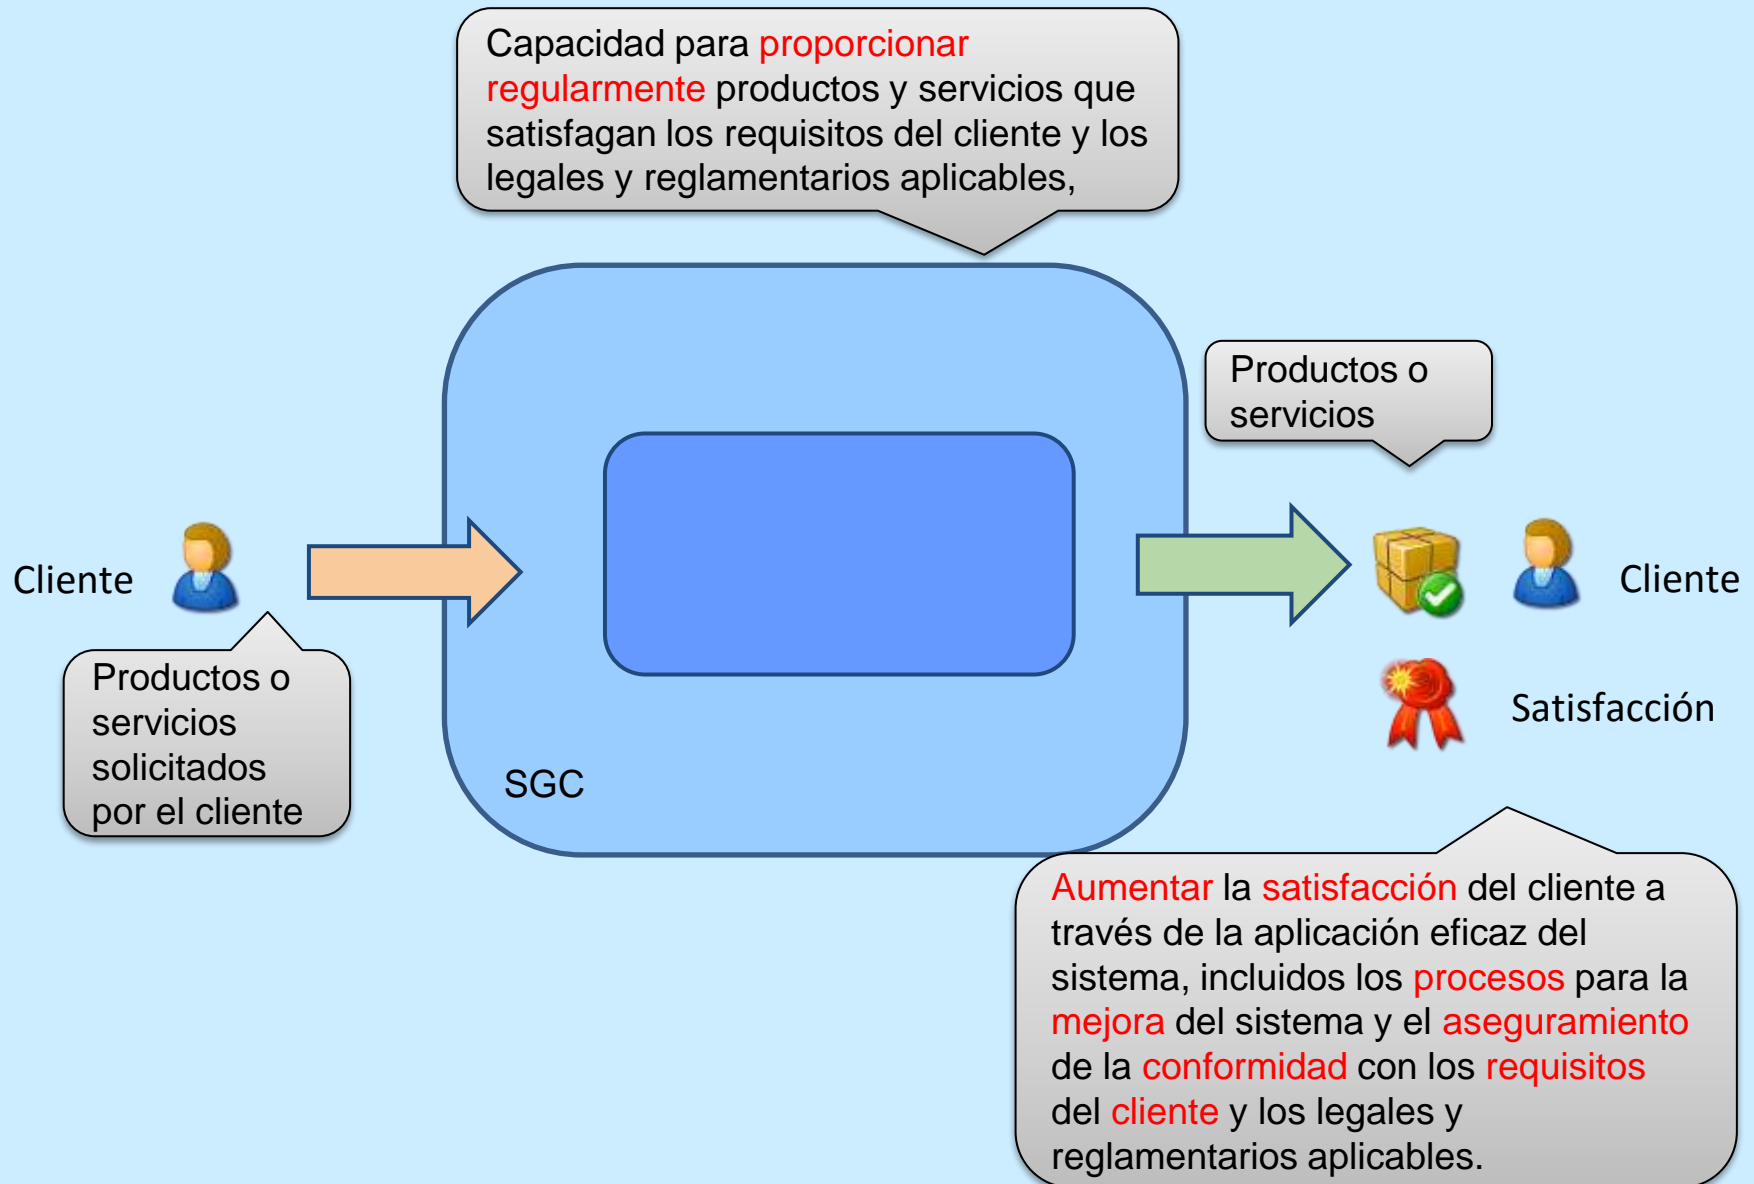 Capacidad para proporcionar
regularmente productos y servicios que
satisfagan los requisitos del cliente y los
legales y reglamentarios aplicables,
Productos o
servicios
Cliente
Cliente
Productos o
servicios
solicitados
por el cliente
Satisfacción
SGC
Aumentar la satisfacción del cliente a
través de la aplicación eficaz del
sistema, incluidos los procesos para la
mejora del sistema y el aseguramiento
de la conformidad con los requisitos
del cliente y los legales y
reglamentarios aplicables.